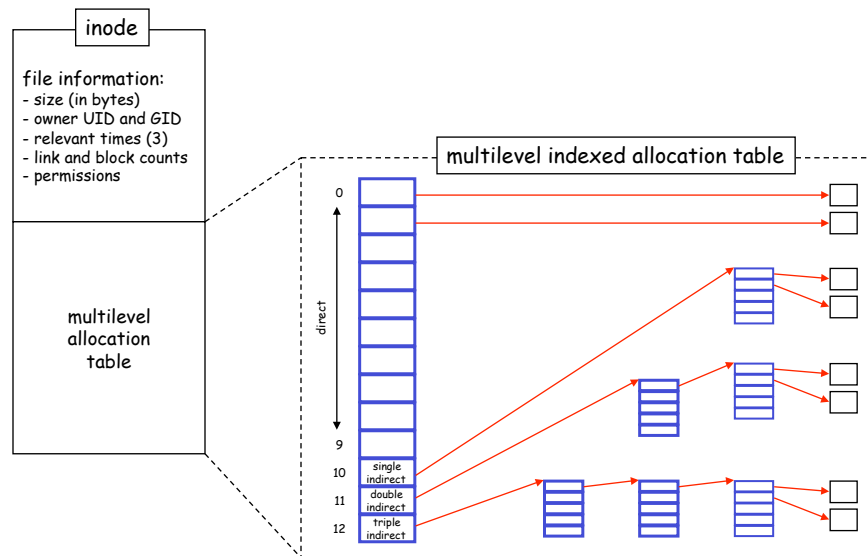 inode
file information:
- size (in bytes)
- owner UID and GID
- relevant times (3)
- link and block counts
- permissions
multilevel
allocation
table
multilevel indexed allocation table
0
direct
9
10
single
indirect
11
double
indirect
12
triple
indirect